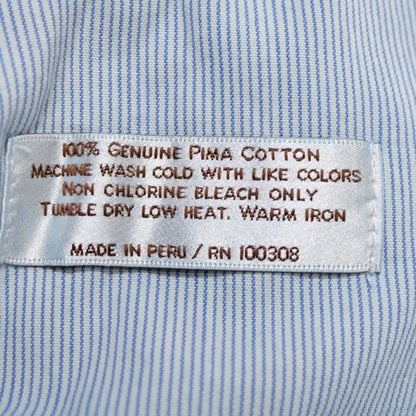 100% GENUINE PIMA COTTON
MACHINE WASH COLD WITH LIKE COLORS
NON CHLORINE BLEACH ONLY
TUMBLE DRY LOW HEAT. WARM IRON
MADE IN PERU / RN 100308